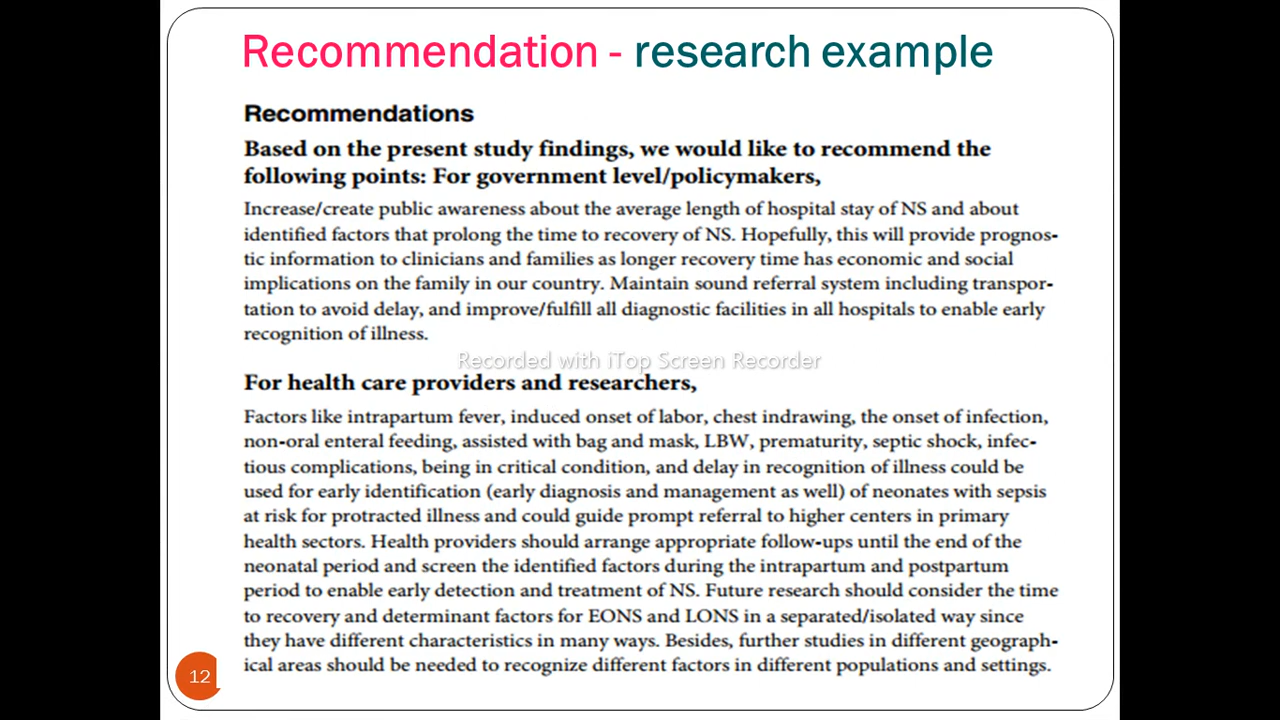 Recommendation - research example
Recommendations
Based on the present study findings, we would like to recommend the
following points: For government level/policymakers,
Increase/create public awareness about the average length of hospital stay of NS and about
identified factors that prolong the time to recovery of NS. Hopefully, this will provide prognos-
tic information to clinicians and families as longer recovery time has economic and social
implications on the family in our country. Maintain sound referral system including transpor-
tation to avoid delay, and improve/fulfill all diagnostic facilities in all hospitals to enable early
recognition of illness.
Recorded with iTop Screen Recorder
For health care providers and researchers,
Factors like intrapartum fever, induced onset of labor, chest indrawing, the onset of infection,
non-oral enteral feeding, assisted with bag and mask, LBW, prematurity, septic shock, infec-
tious complications, being in critical condition, and delay in recognition of illness could be
used for early identification (early diagnosis and management as well) of neonates with sepsis
at risk for protracted illness and could guide prompt referral to higher centers in primary
health sectors. Health providers should arrange appropriate follow-ups until the end of the
neonatal period and screen the identified factors during the intrapartum and postpartum
period to enable early detection and treatment of NS. Future research should consider the time
to recovery and determinant factors for EONS and LONS in a separated/isolated way since
they have different characteristics in many ways. Besides, further studies in different geograph-
ical areas should be needed to recognize different factors in different populations and settings.
12